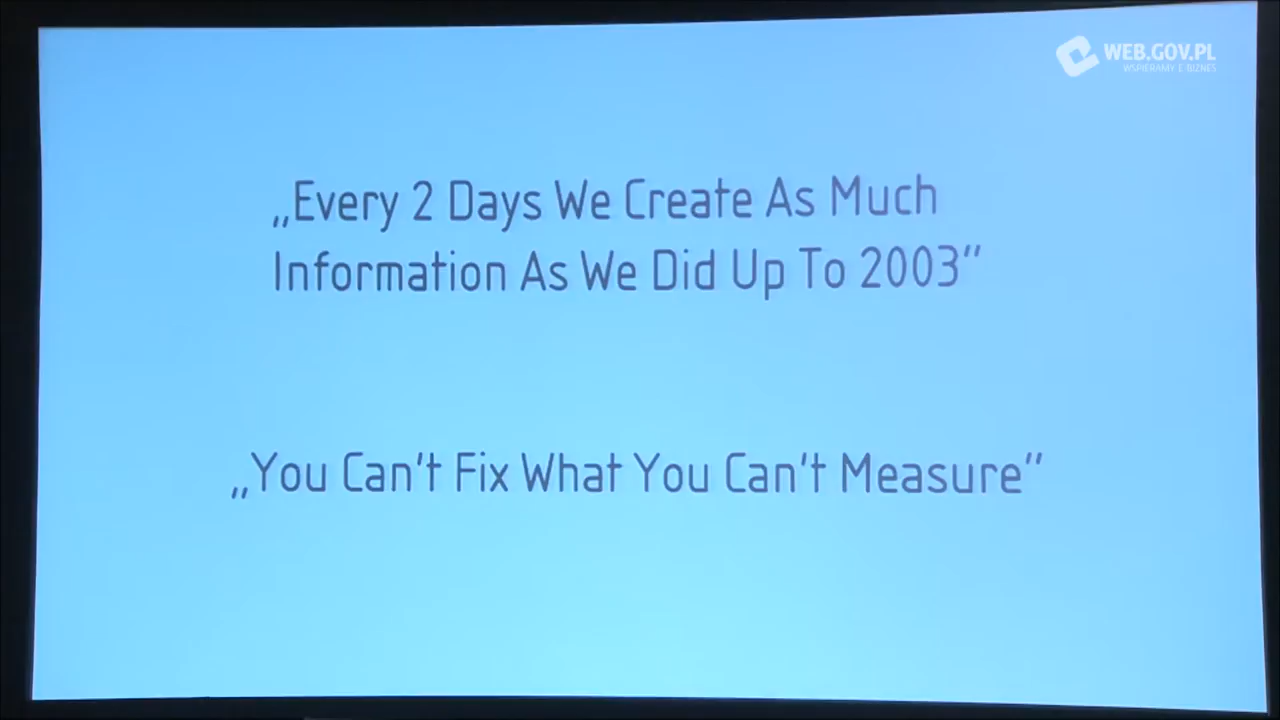 WEB.GOV.PL
WSPIERAMY E-BIZNES
„Every 2 Days We Create As Much
Information As We Did Up To 2003”
„You Can't Fix What You Can't Measure”